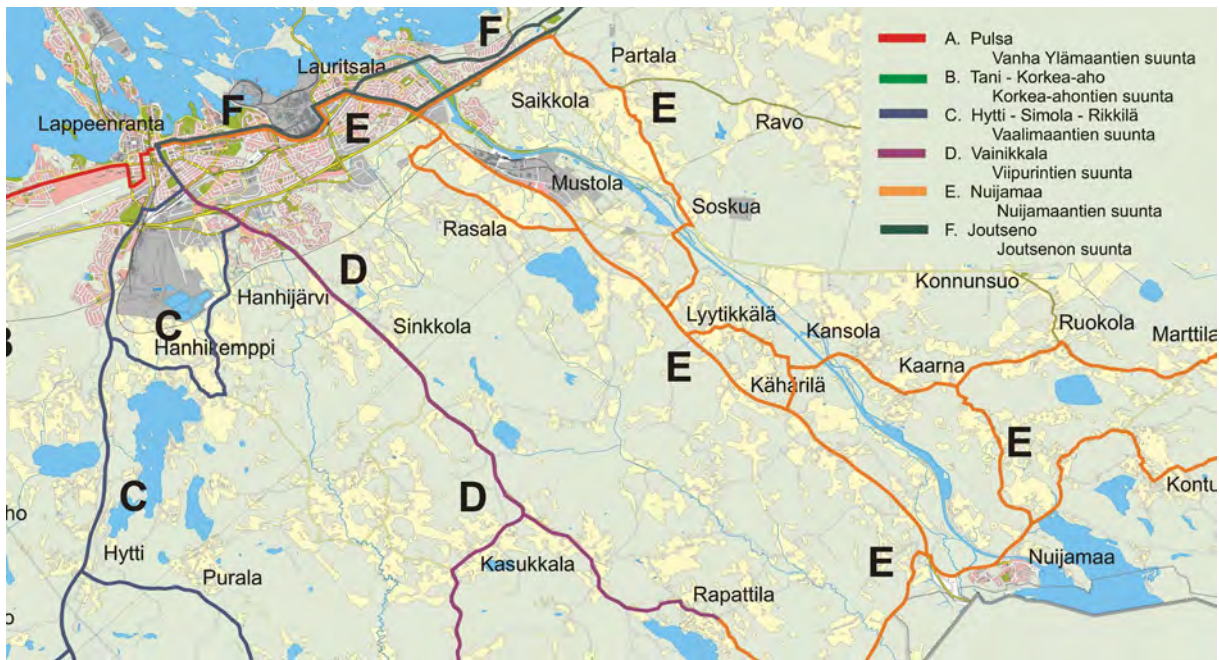 F
Partala
Lauritsala
Saikkola
E
Ravo
F
Lappeenranta
E
Mustola
Soskua
Rasala
D
Konnunsuo
Hanhijärvi
Sinkkola
Lyytikkälä
Kansola
Ruokola
Marttila
C
Hanhikemppi
B
E
Kaarna
Kähärilä
E
C
D
Kontu
ho
Hytti
Purala
Kasukkala
E
Nuijamaa
Rapattila
o
A. Pulsa
Vanha Ylämaantien suunta
B. Tani - Korkea-aho
Korkea-ahontien suunta
C. Hytti - Simola - Rikkilä
Vaalimaantien suunta
D. Vainikkala
Viipurintien suunta
E. Nuijamaa
Nuijamaantien suunta
F. Joutseno
Joutsenon suunta